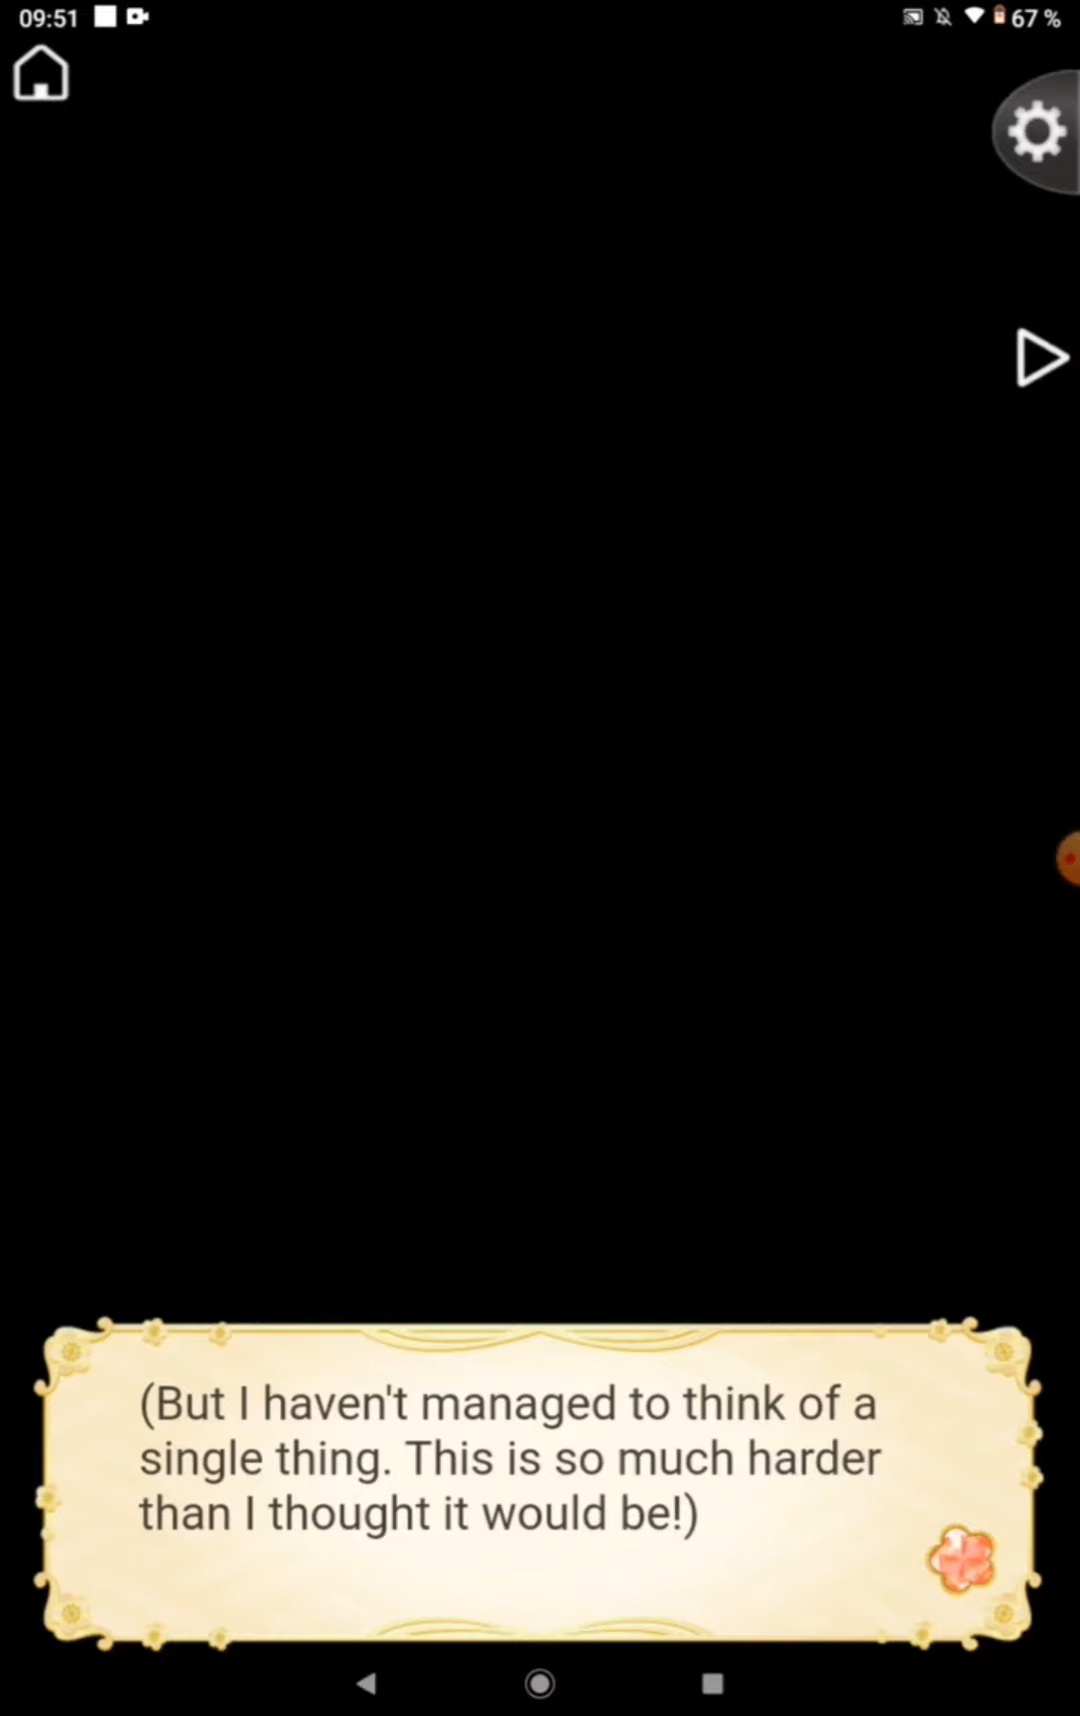 09:51
67 %
(But I haven't managed to think of a
single thing. This is so much harder
than I thought it would be!)